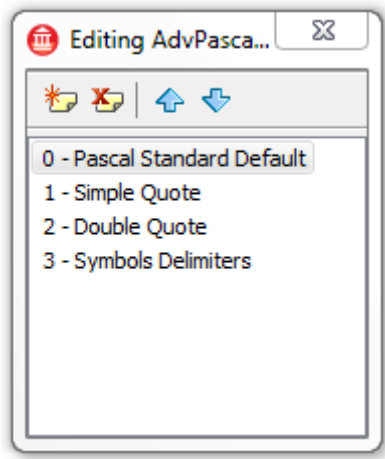 Editing AdvPasca...
0 - Pascal Standard Default
1 - Simple Quote
2 - Double Quote
3 - Symbols Delimiters